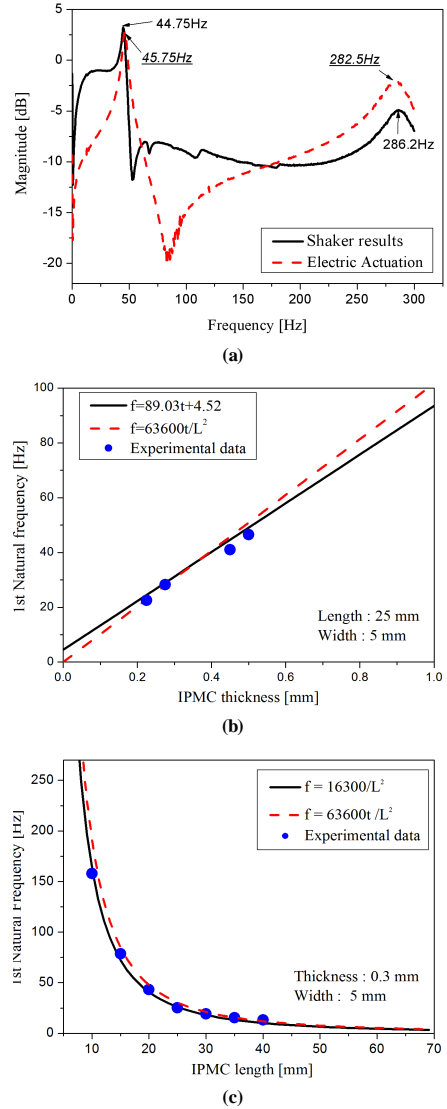 5
0
-5
-10
-15
-20
Magnitude [dB]
44.75Hz
45.75Hz
282.5Hz
286.2Hz
Shaker results
Electric Actuation
0 50 100 150 200 250 300
Frequency [Hz]
(a)
100
80
60
40
20
0
1st Natural frequency [Hz]
f=89.03t+4.52
f=63600t/L²
Experimental data
Length : 25 mm
Width : 5 mm
0.0 0.2 0.4 0.6 0.8 1.0
IPMC thickness [mm]
(b)
250
200
150
100
50
0
1st Natural Frequency [Hz]
f = 16300/L²
f = 63600t /L²
Experimental data
Thickness : 0.3 mm
Width : 5 mm
10 20 30 40 50 60 70
IPMC length [mm]
(c)